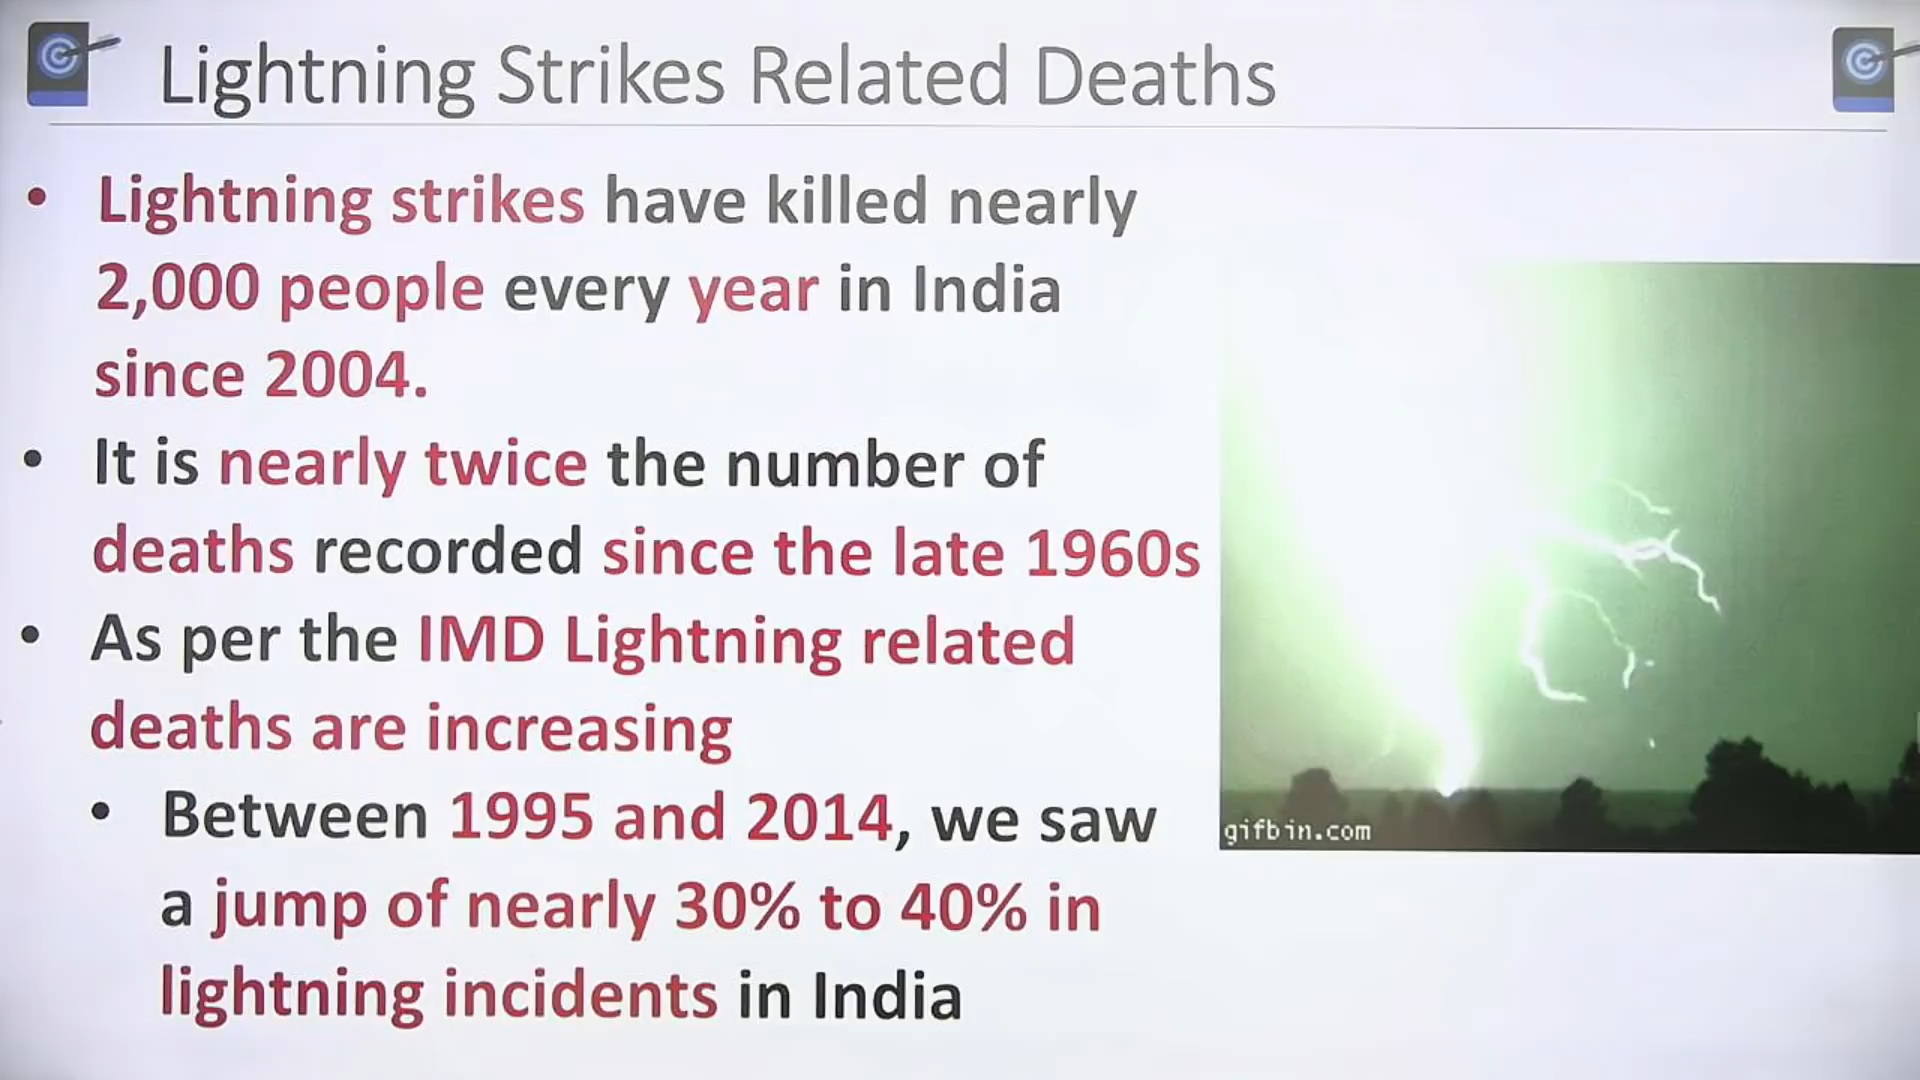 Lightning Strikes Related Deaths
• Lightning strikes have killed nearly
2,000 people every year in India
since 2004.
• It is nearly twice the number of
deaths recorded since the late 1960s
• As per the IMD Lightning related
deaths are increasing
• Between 1995 and 2014, we saw
a jump of nearly 30% to 40% in
lightning incidents in India
gifbin.com